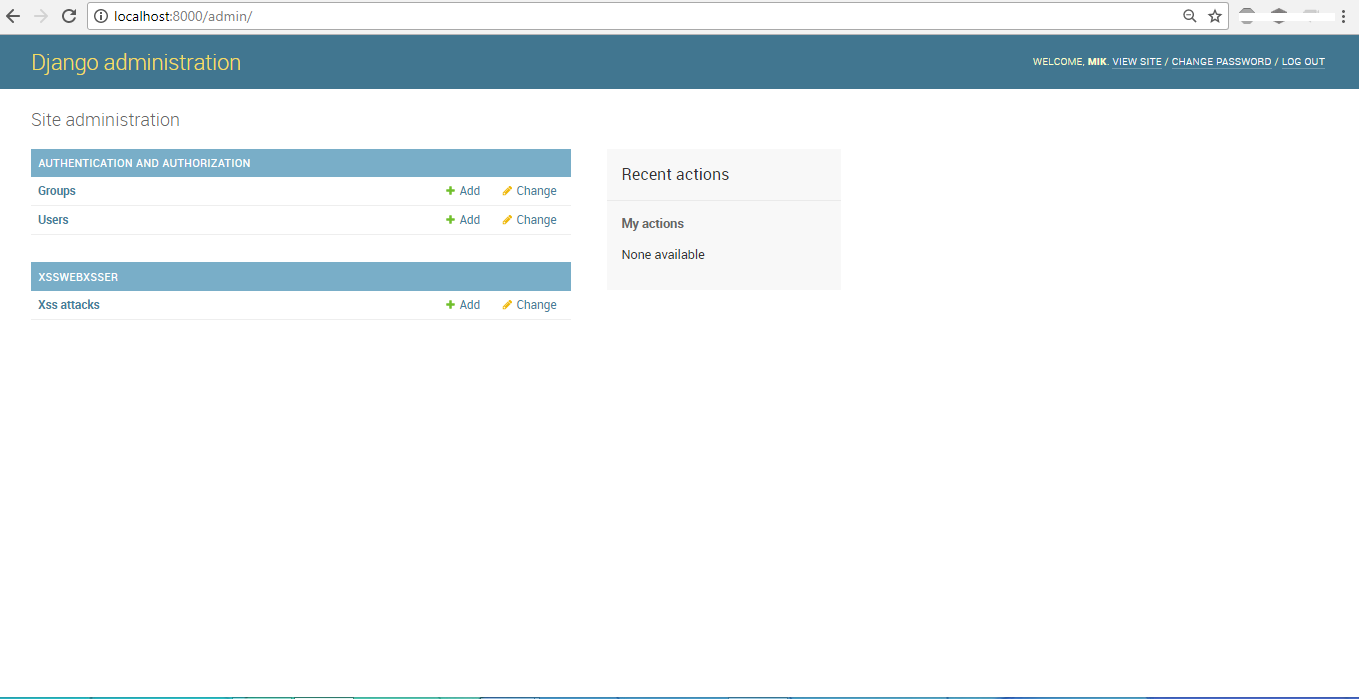 localhost:8000/admin/
Django administration
WELCOME, MIK. VIEW SITE / CHANGE PASSWORD / LOG OUT
Site administration
AUTHENTICATION AND AUTHORIZATION
Groups Add Change
Users Add Change
XSSWEBXSSER
Xss attacks Add Change
Recent actions
My actions
None available